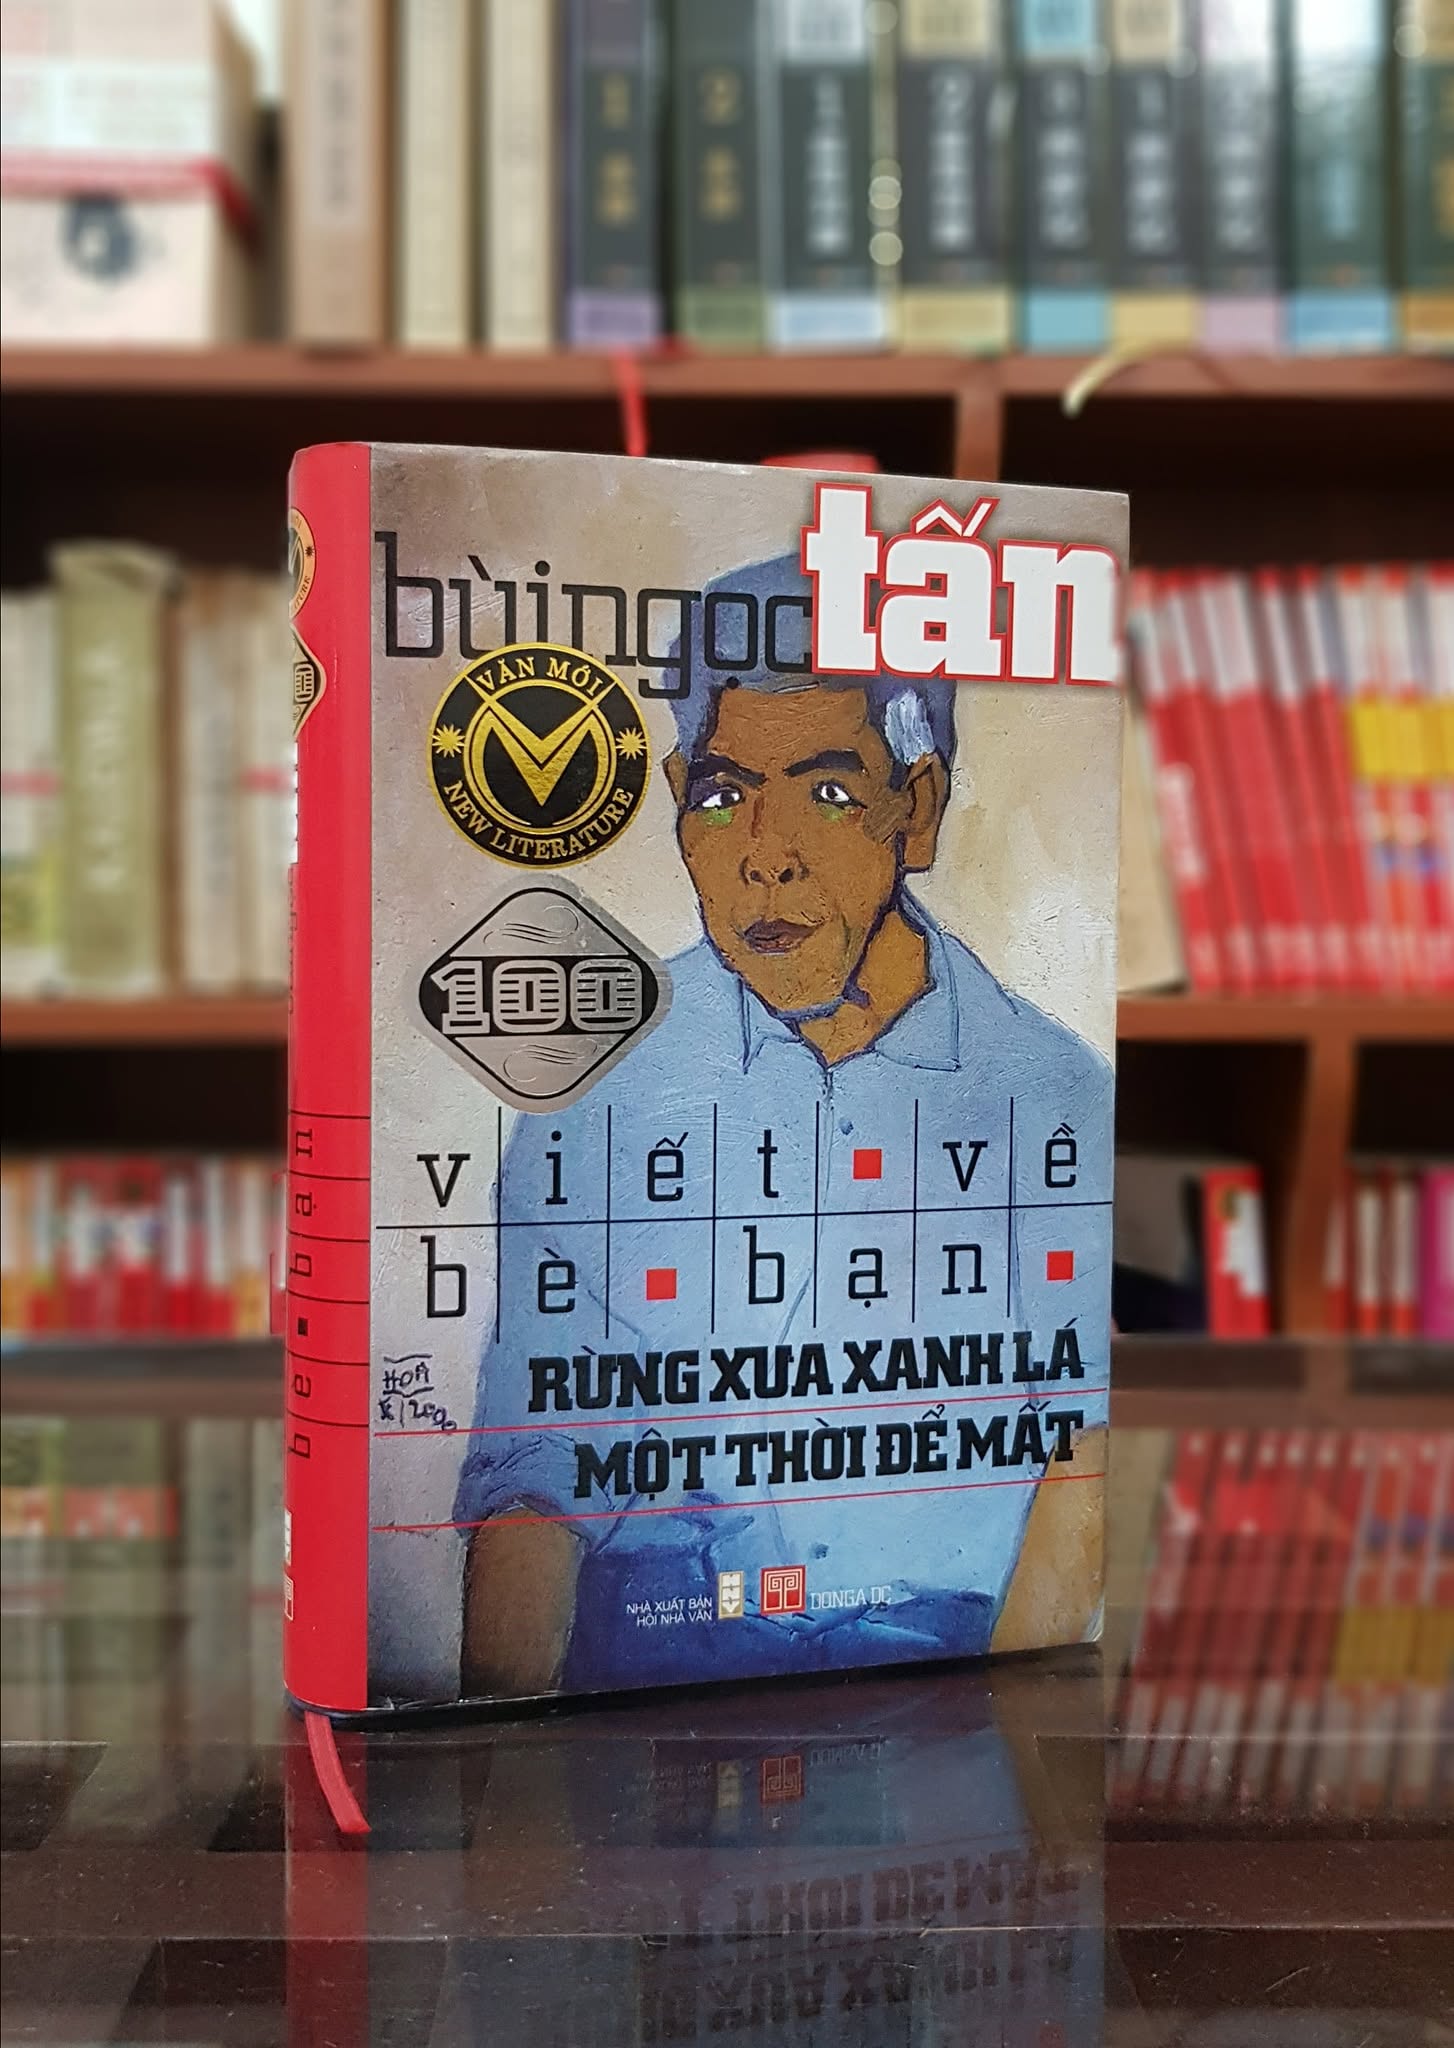 bùi ngọc tấn
VĂN MỚI
NEW LITERATURE
100
viết về
bè bạn
HOA
RỪNG XƯA XANH LÁ
MỘT THỜI ĐỂ MẤT
NHÀ XUẤT BẢN
HỘI NHÀ VĂN
DONGA DC
bè bạn